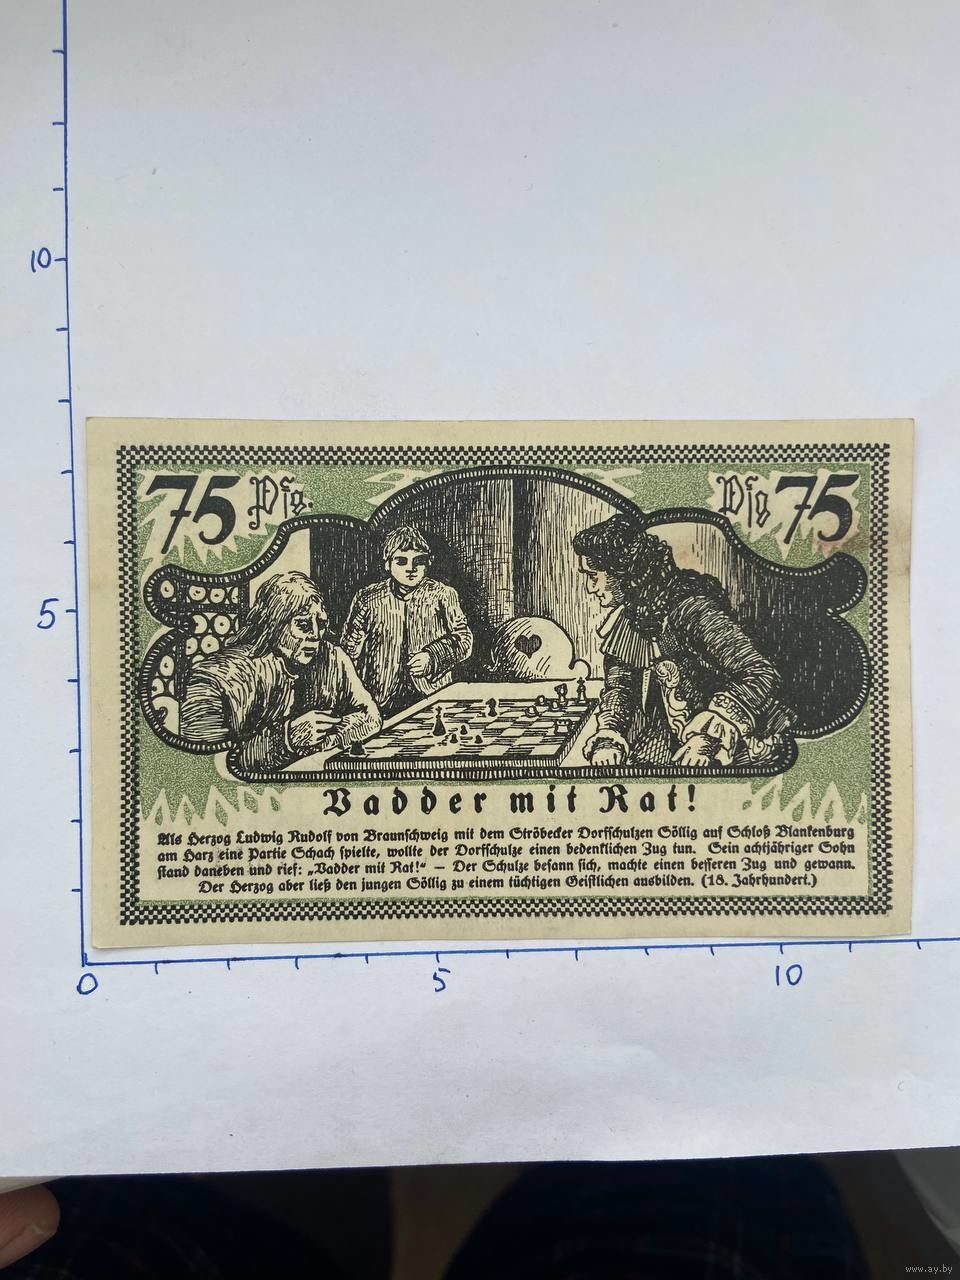 10
75 Pfg. Pfg 75
5
Vadder mit Rat!
Als Herzog Ludwig Rudolf von Braunschweig mit dem Ströbecker Dorfschulzen Söllig auf Schloß Blankenburg
am Harz eine Partie Schach spielte, wollte der Dorfschulze einen bedenklichen Zug tun. Sein achtjähriger Sohn
stand daneben und rief: „Vadder mit Rat!“ — Der Schulze besann sich, machte einen besseren Zug und gewann.
Der Herzog aber ließ den jungen Söllig zu einem tüchtigen Geistlichen ausbilden. (18. Jahrhundert.)
0 5 10
www.ay.by